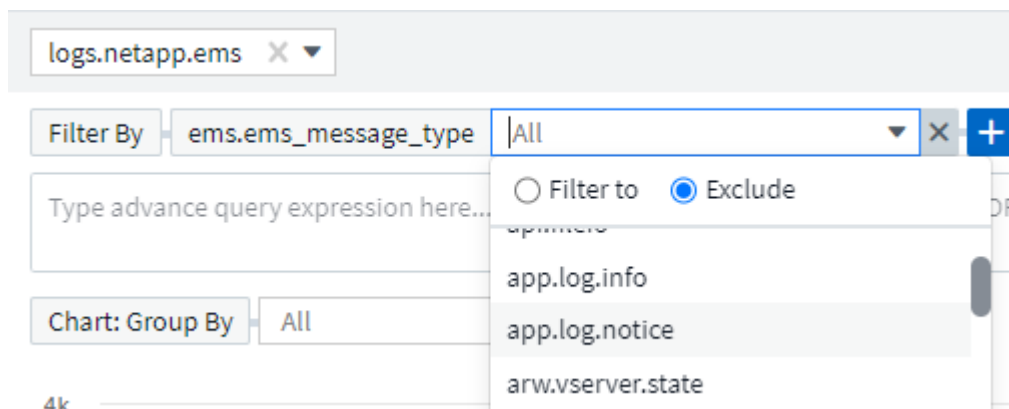 logs.netapp.ems
Filter By ems.ems_message_type All
Filter to Exclude
Type advance query expression here...
app.log.info
Chart: Group By All
app.log.notice
arw.vserver.state
4k